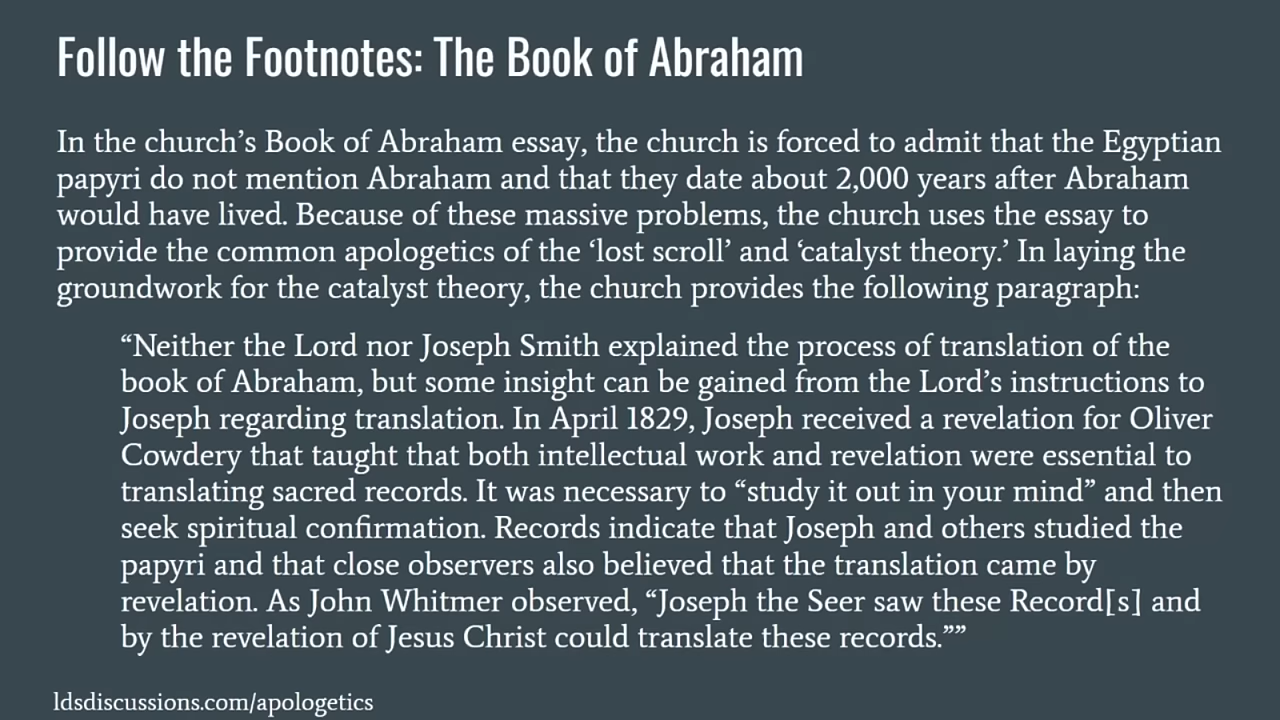 Follow the Footnotes: The Book of Abraham
In the church’s Book of Abraham essay, the church is forced to admit that the Egyptian
papyri do not mention Abraham and that they date about 2,000 years after Abraham
would have lived. Because of these massive problems, the church uses the essay to
provide the common apologetics of the ‘lost scroll’ and ‘catalyst theory.’ In laying the
groundwork for the catalyst theory, the church provides the following paragraph:
“Neither the Lord nor Joseph Smith explained the process of translation of the
book of Abraham, but some insight can be gained from the Lord’s instructions to
Joseph regarding translation. In April 1829, Joseph received a revelation for Oliver
Cowdery that taught that both intellectual work and revelation were essential to
translating sacred records. It was necessary to “study it out in your mind” and then
seek spiritual confirmation. Records indicate that Joseph and others studied the
papyri and that close observers also believed that the translation came by
revelation. As John Whitmer observed, “Joseph the Seer saw these Record[s] and
by the revelation of Jesus Christ could translate these records.””
ldsdiscussions.com/apologetics